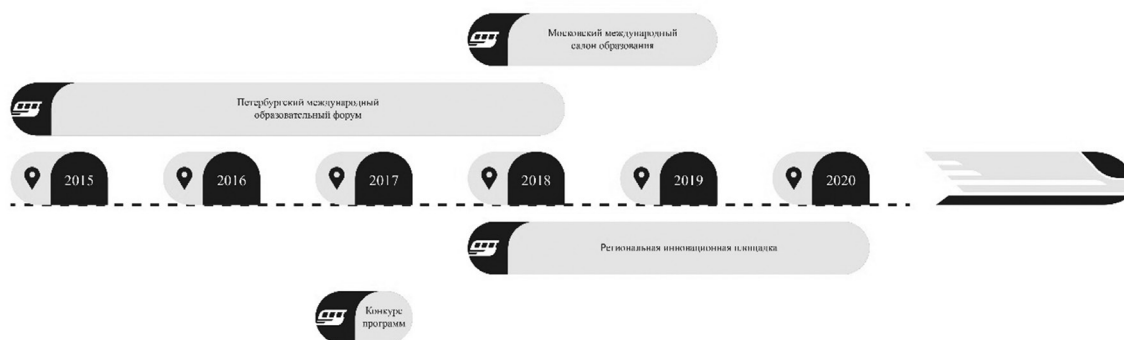 Московский международный
салон образования
Петербургский международный
образовательный форум
2015
2016
2017
2018
2019
2020
Региональная инновационная площадка
Конкурс
программ